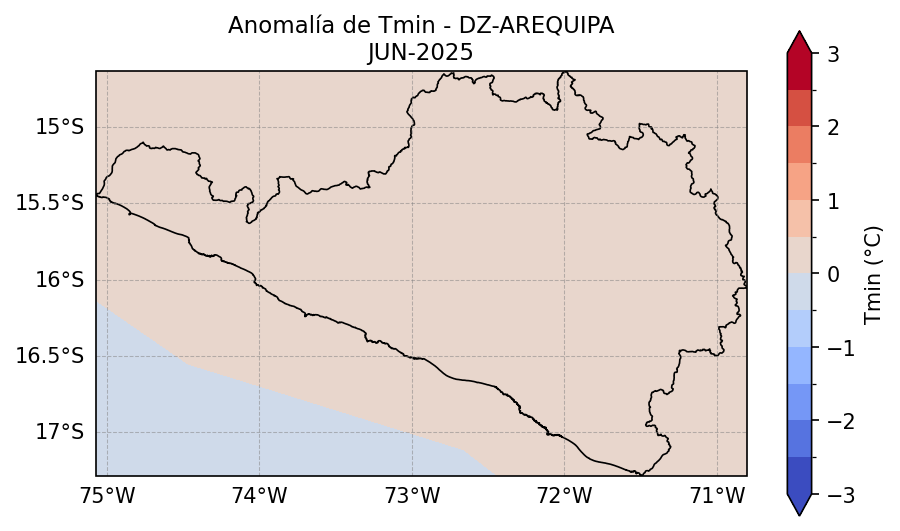 Anomalía de Tmin - DZ-AREQUIPA
JUN-2025
15°S
15.5°S
16°S
16.5°S
17°S
75°W 74°W 73°W 72°W 71°W
3
2
1
0
−1
−2
−3
Tmin (°C)